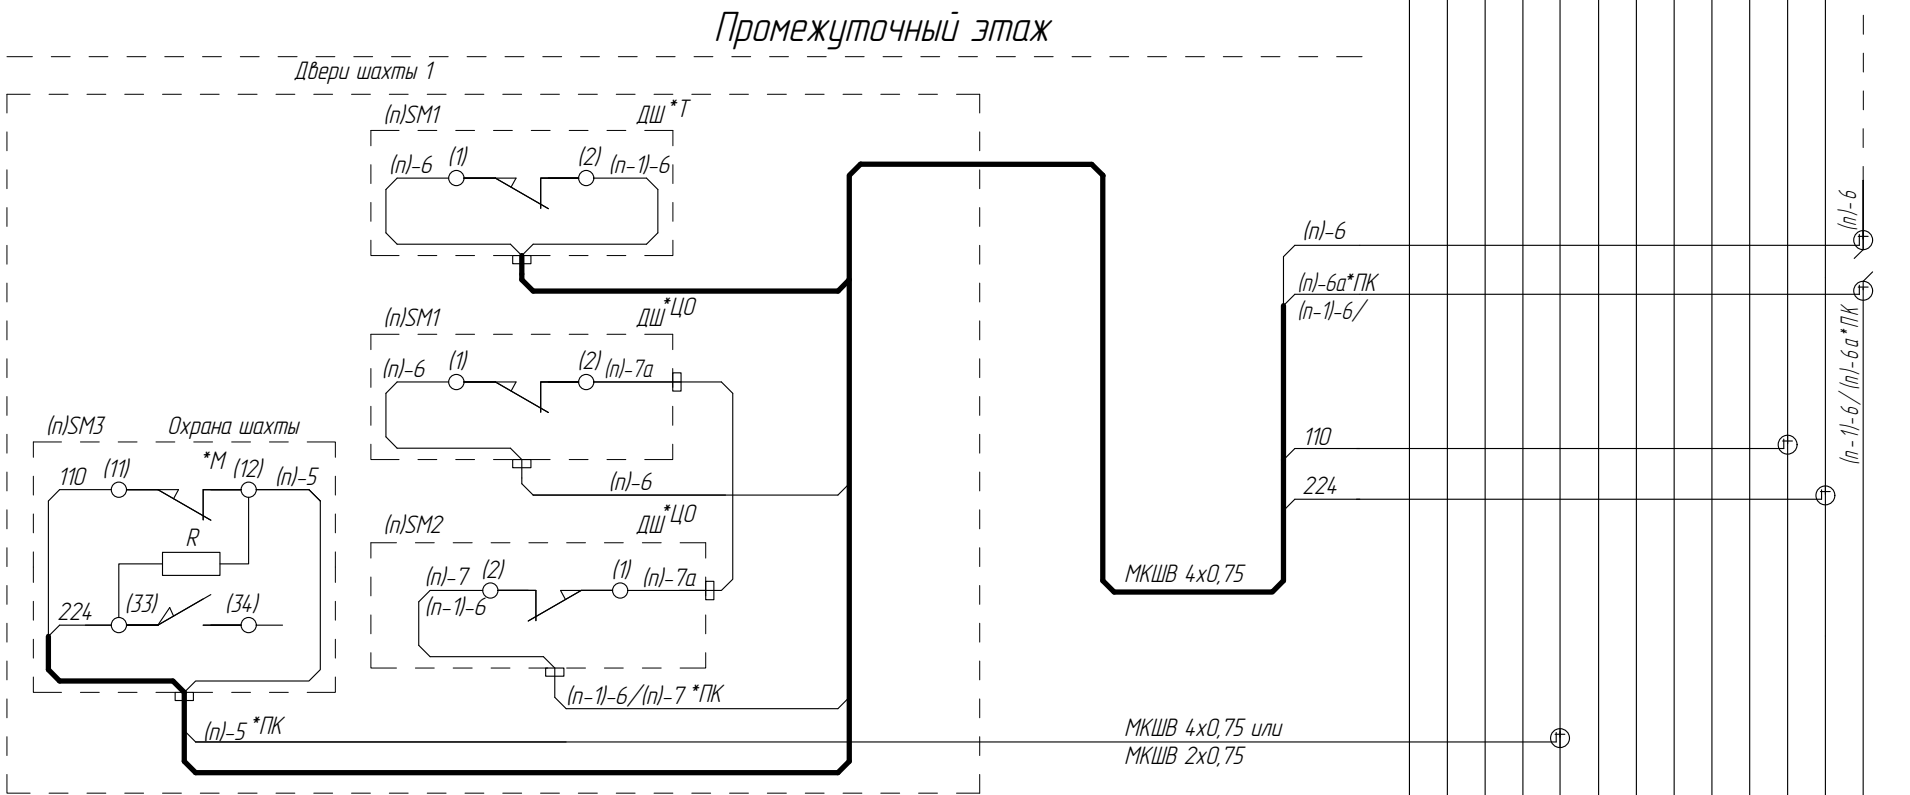 Промежуточный этаж
Двери шахты 1
(n)SM1 ДШ*Т
(n)-6 (1) (2) (n-1)-6
(n)SM1 ДШ*ЦО
(n)-6 (1) (2) (n)-7а
(n)-6
(n)SM3 Охрана шахты
*М
110 (11) (12) (n)-5
R
224 (33) (34)
(n)SM2 ДШ*ЦО
(n)-7 (2) (1) (n)-7а
(n-1)-6
(n-1)-6/(n)-7 *ПК
(n)-5 *ПК
МКШВ 4х0,75
МКШВ 4х0,75 или
МКШВ 2х0,75
(n)-6
(n)-6а*ПК
(n-1)-6/
110
224
(n)-6
(n-1)-6/(n)-6а*ПК